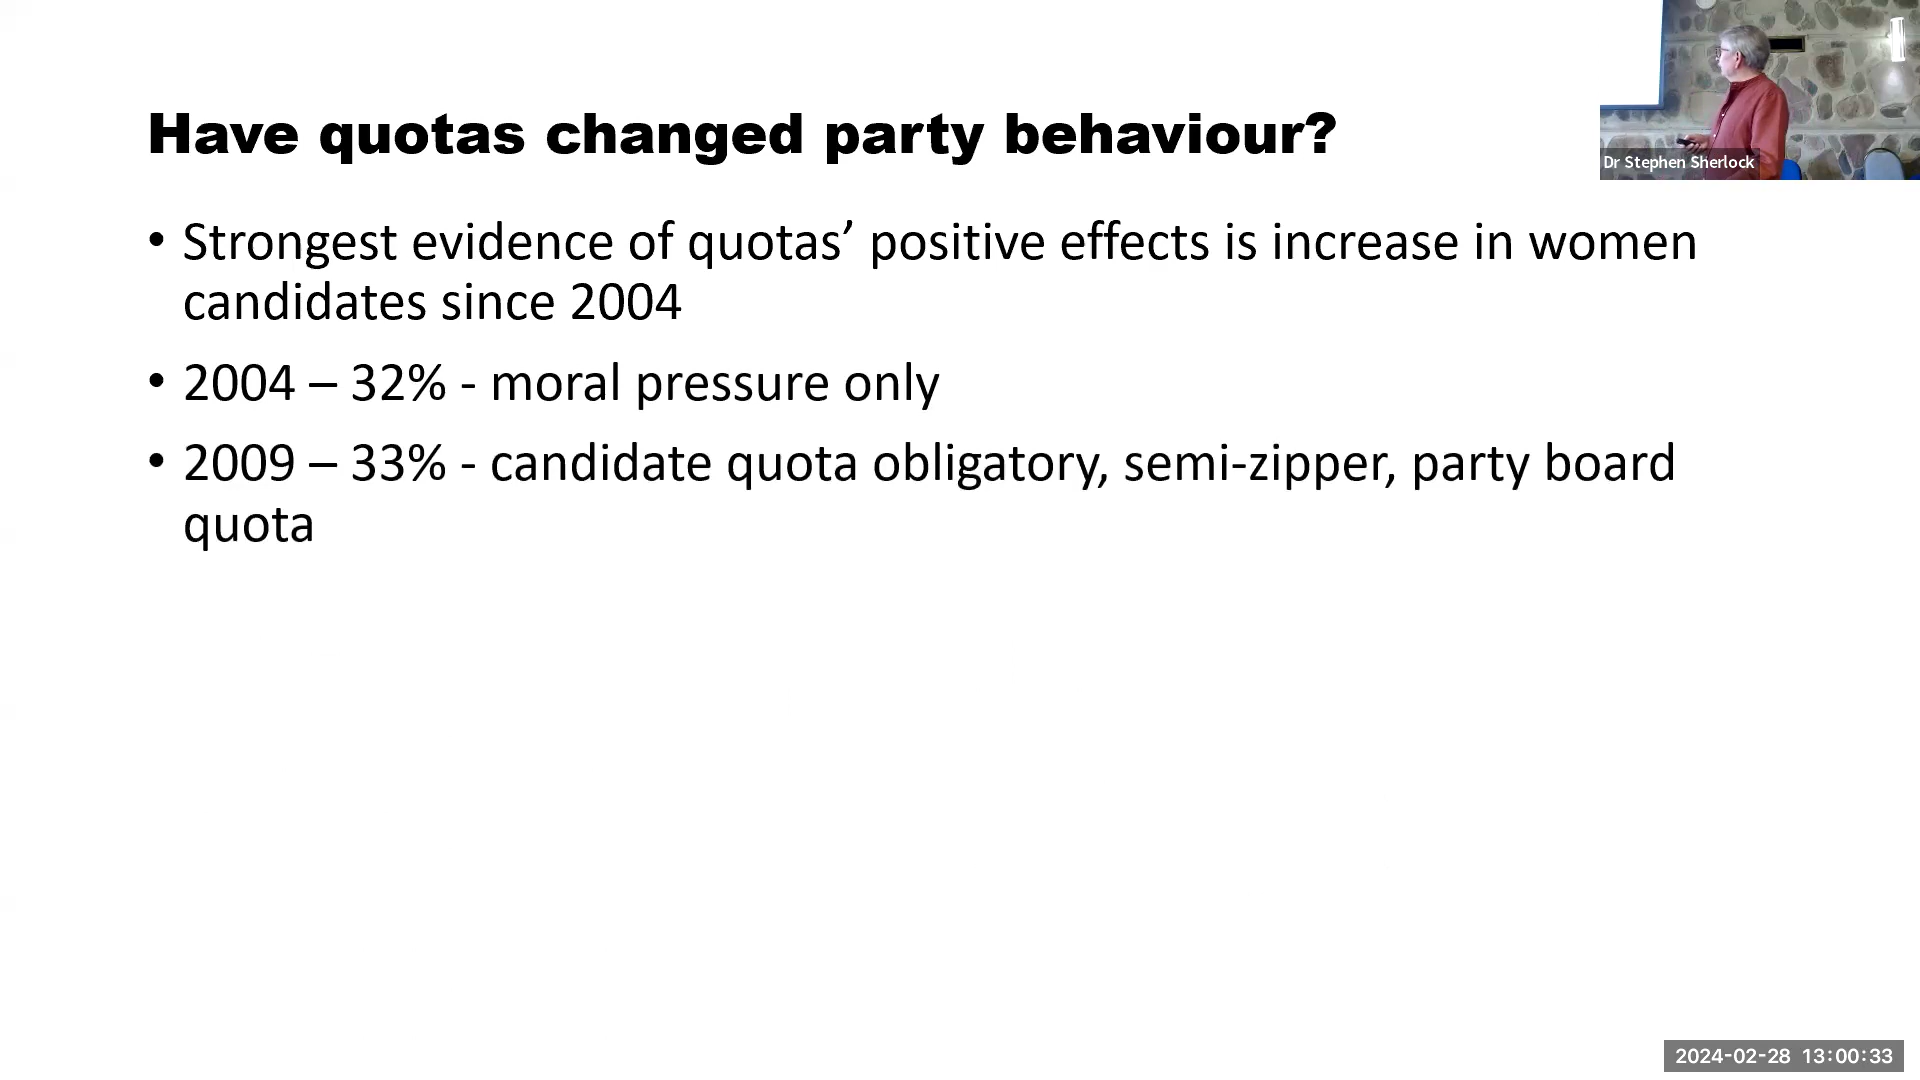 Have quotas changed party behaviour?
Dr Stephen Sherlock
• Strongest evidence of quotas’ positive effects is increase in women
candidates since 2004
• 2004 – 32% - moral pressure only
• 2009 – 33% - candidate quota obligatory, semi-zipper, party board
quota
2024-02-28 13:00:33